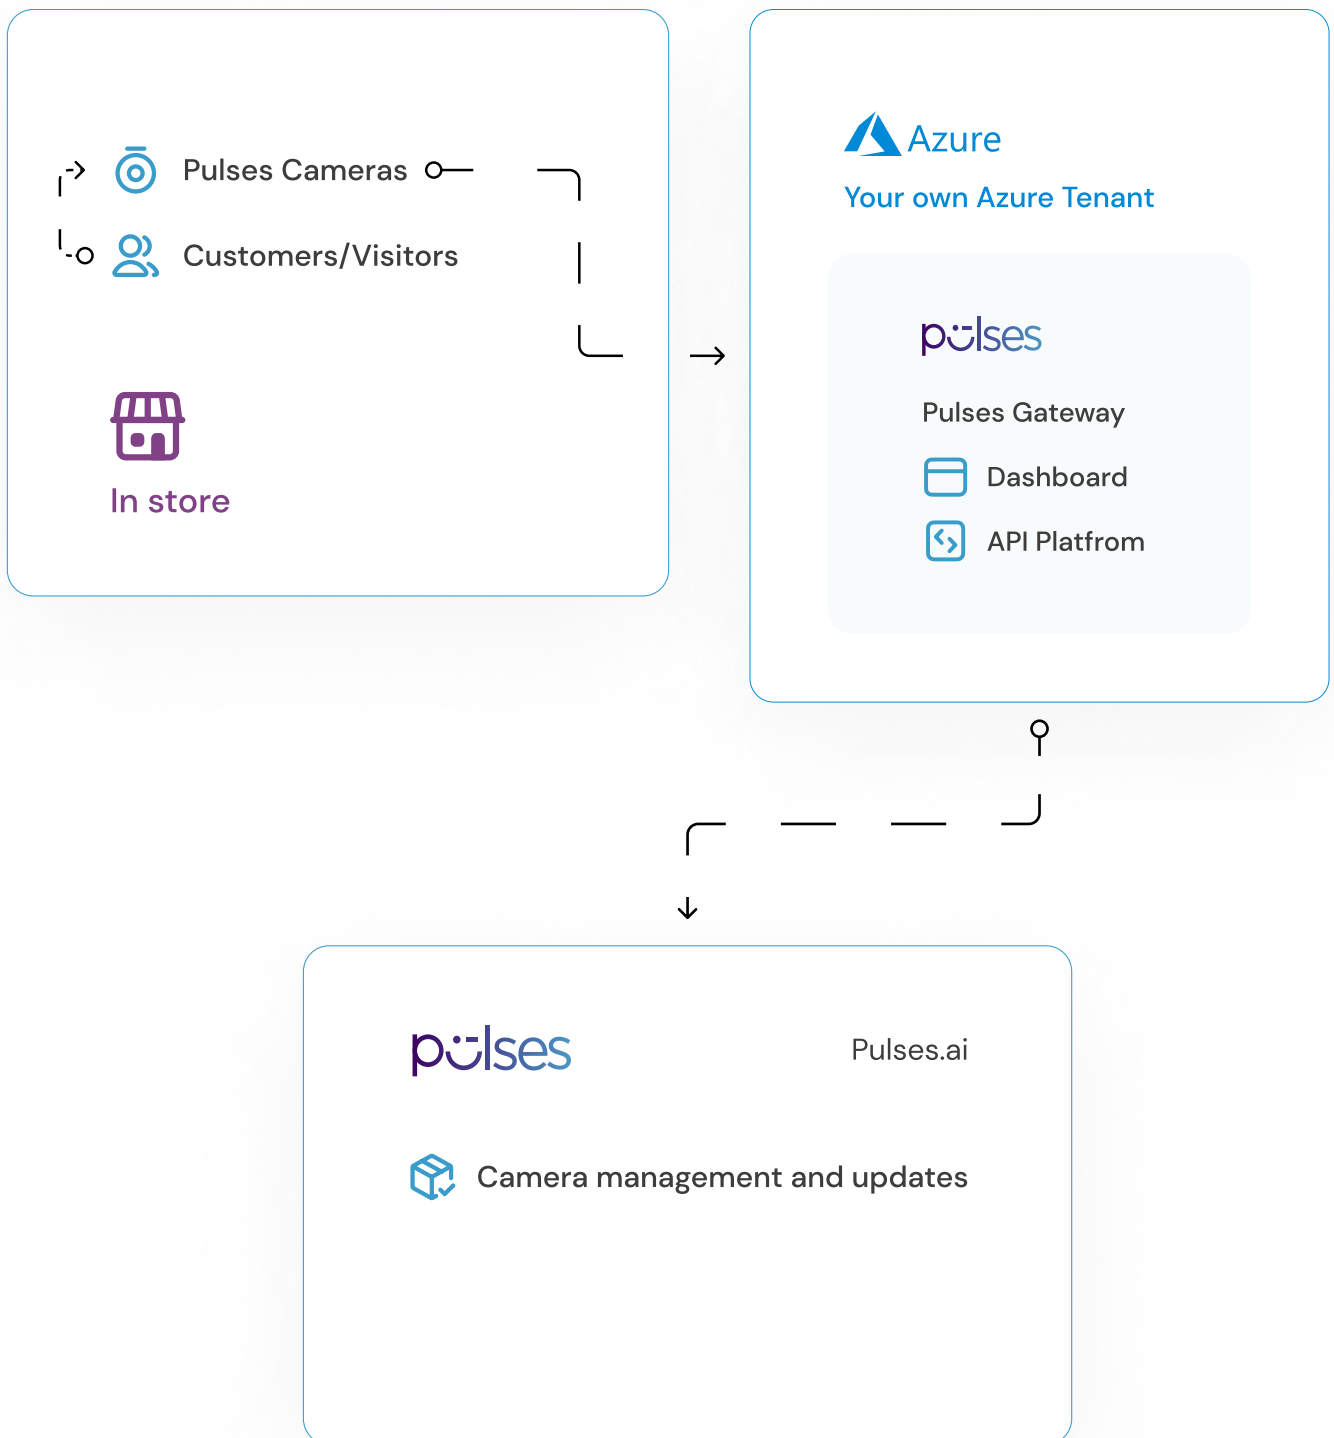 Pulses Cameras
Customers/Visitors
In store
Azure
Your own Azure Tenant
pulses
Pulses Gateway
Dashboard
API Platfrom
pulses
Pulses.ai
Camera management and updates